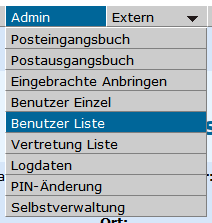 Admin Extern
Posteingangsbuch
Postausgangsbuch
Eingebrachte Anbringen
Benutzer Einzel
Benutzer Liste
Vertretung Liste
Logdaten
PIN-Änderung
Selbstverwaltung
Ort: